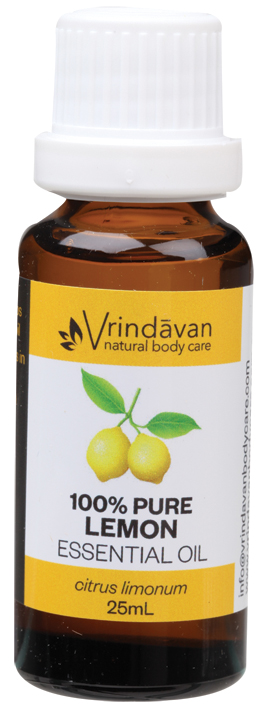 Vrindāvan
natural body care
100% PURE
LEMON
ESSENTIAL OIL
citrus limonum
25mL
info@vrindavanbodycare.com